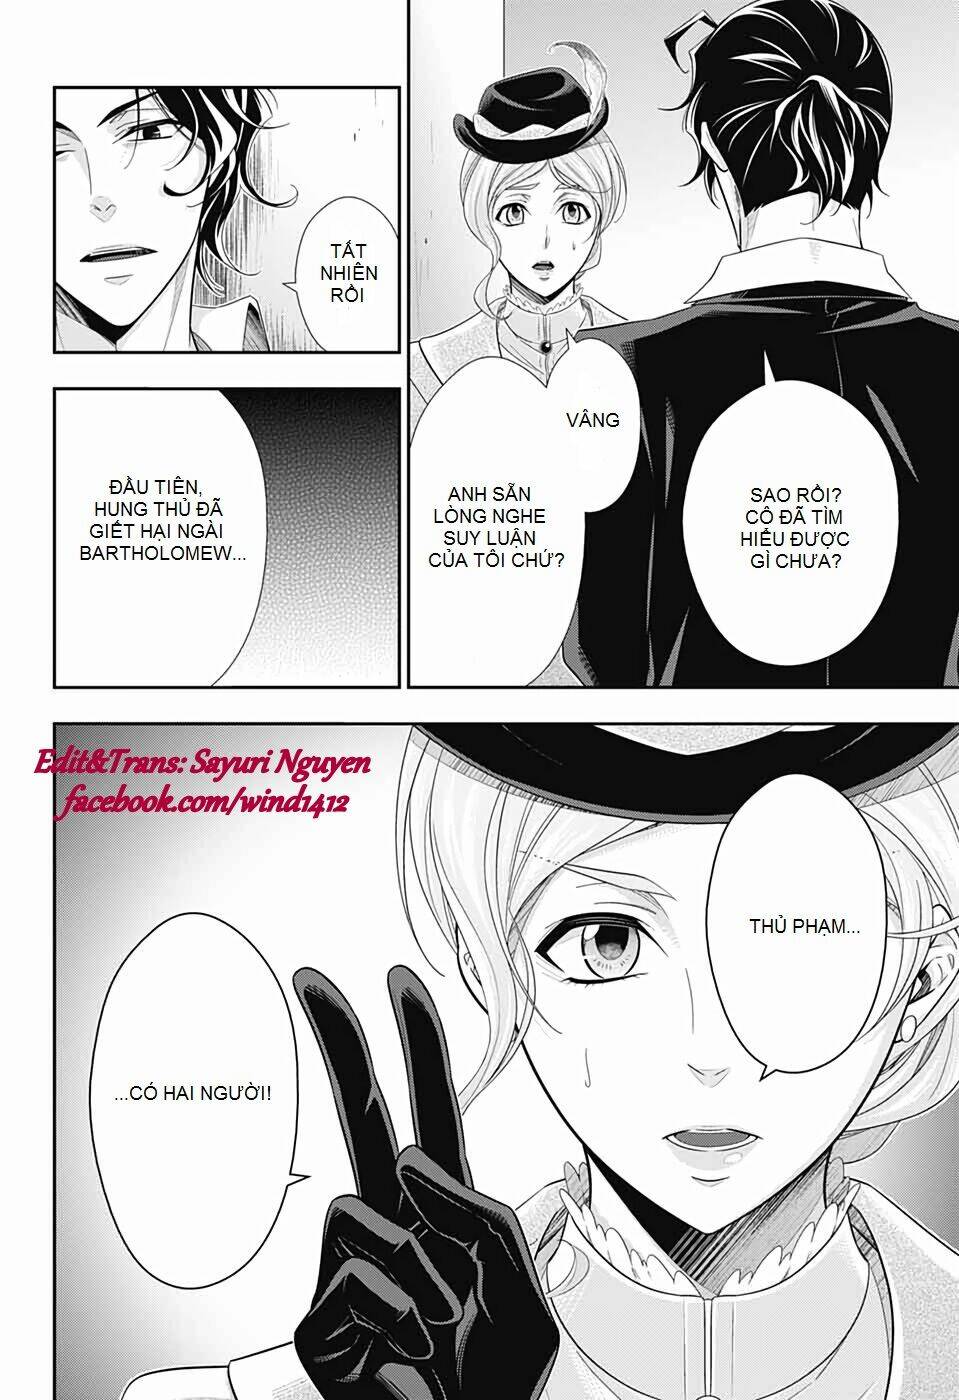 SAO RỒI?
CÔ ĐÃ TÌM
HIỂU ĐƯỢC
GÌ CHƯA?
VÂNG
ANH SẴN
LÒNG NGHE
SUY LUẬN
CỦA TÔI CHỨ?
TẤT
NHIÊN
RỒI
ĐẦU TIÊN,
HUNG THỦ ĐÃ
GIẾT HẠI NGÀI
BARTHOLOMEW...
Edit&Trans: Sayuri Nguyen
facebook.com/wind1412
THỦ PHẠM...
...CÓ HAI NGƯỜI!